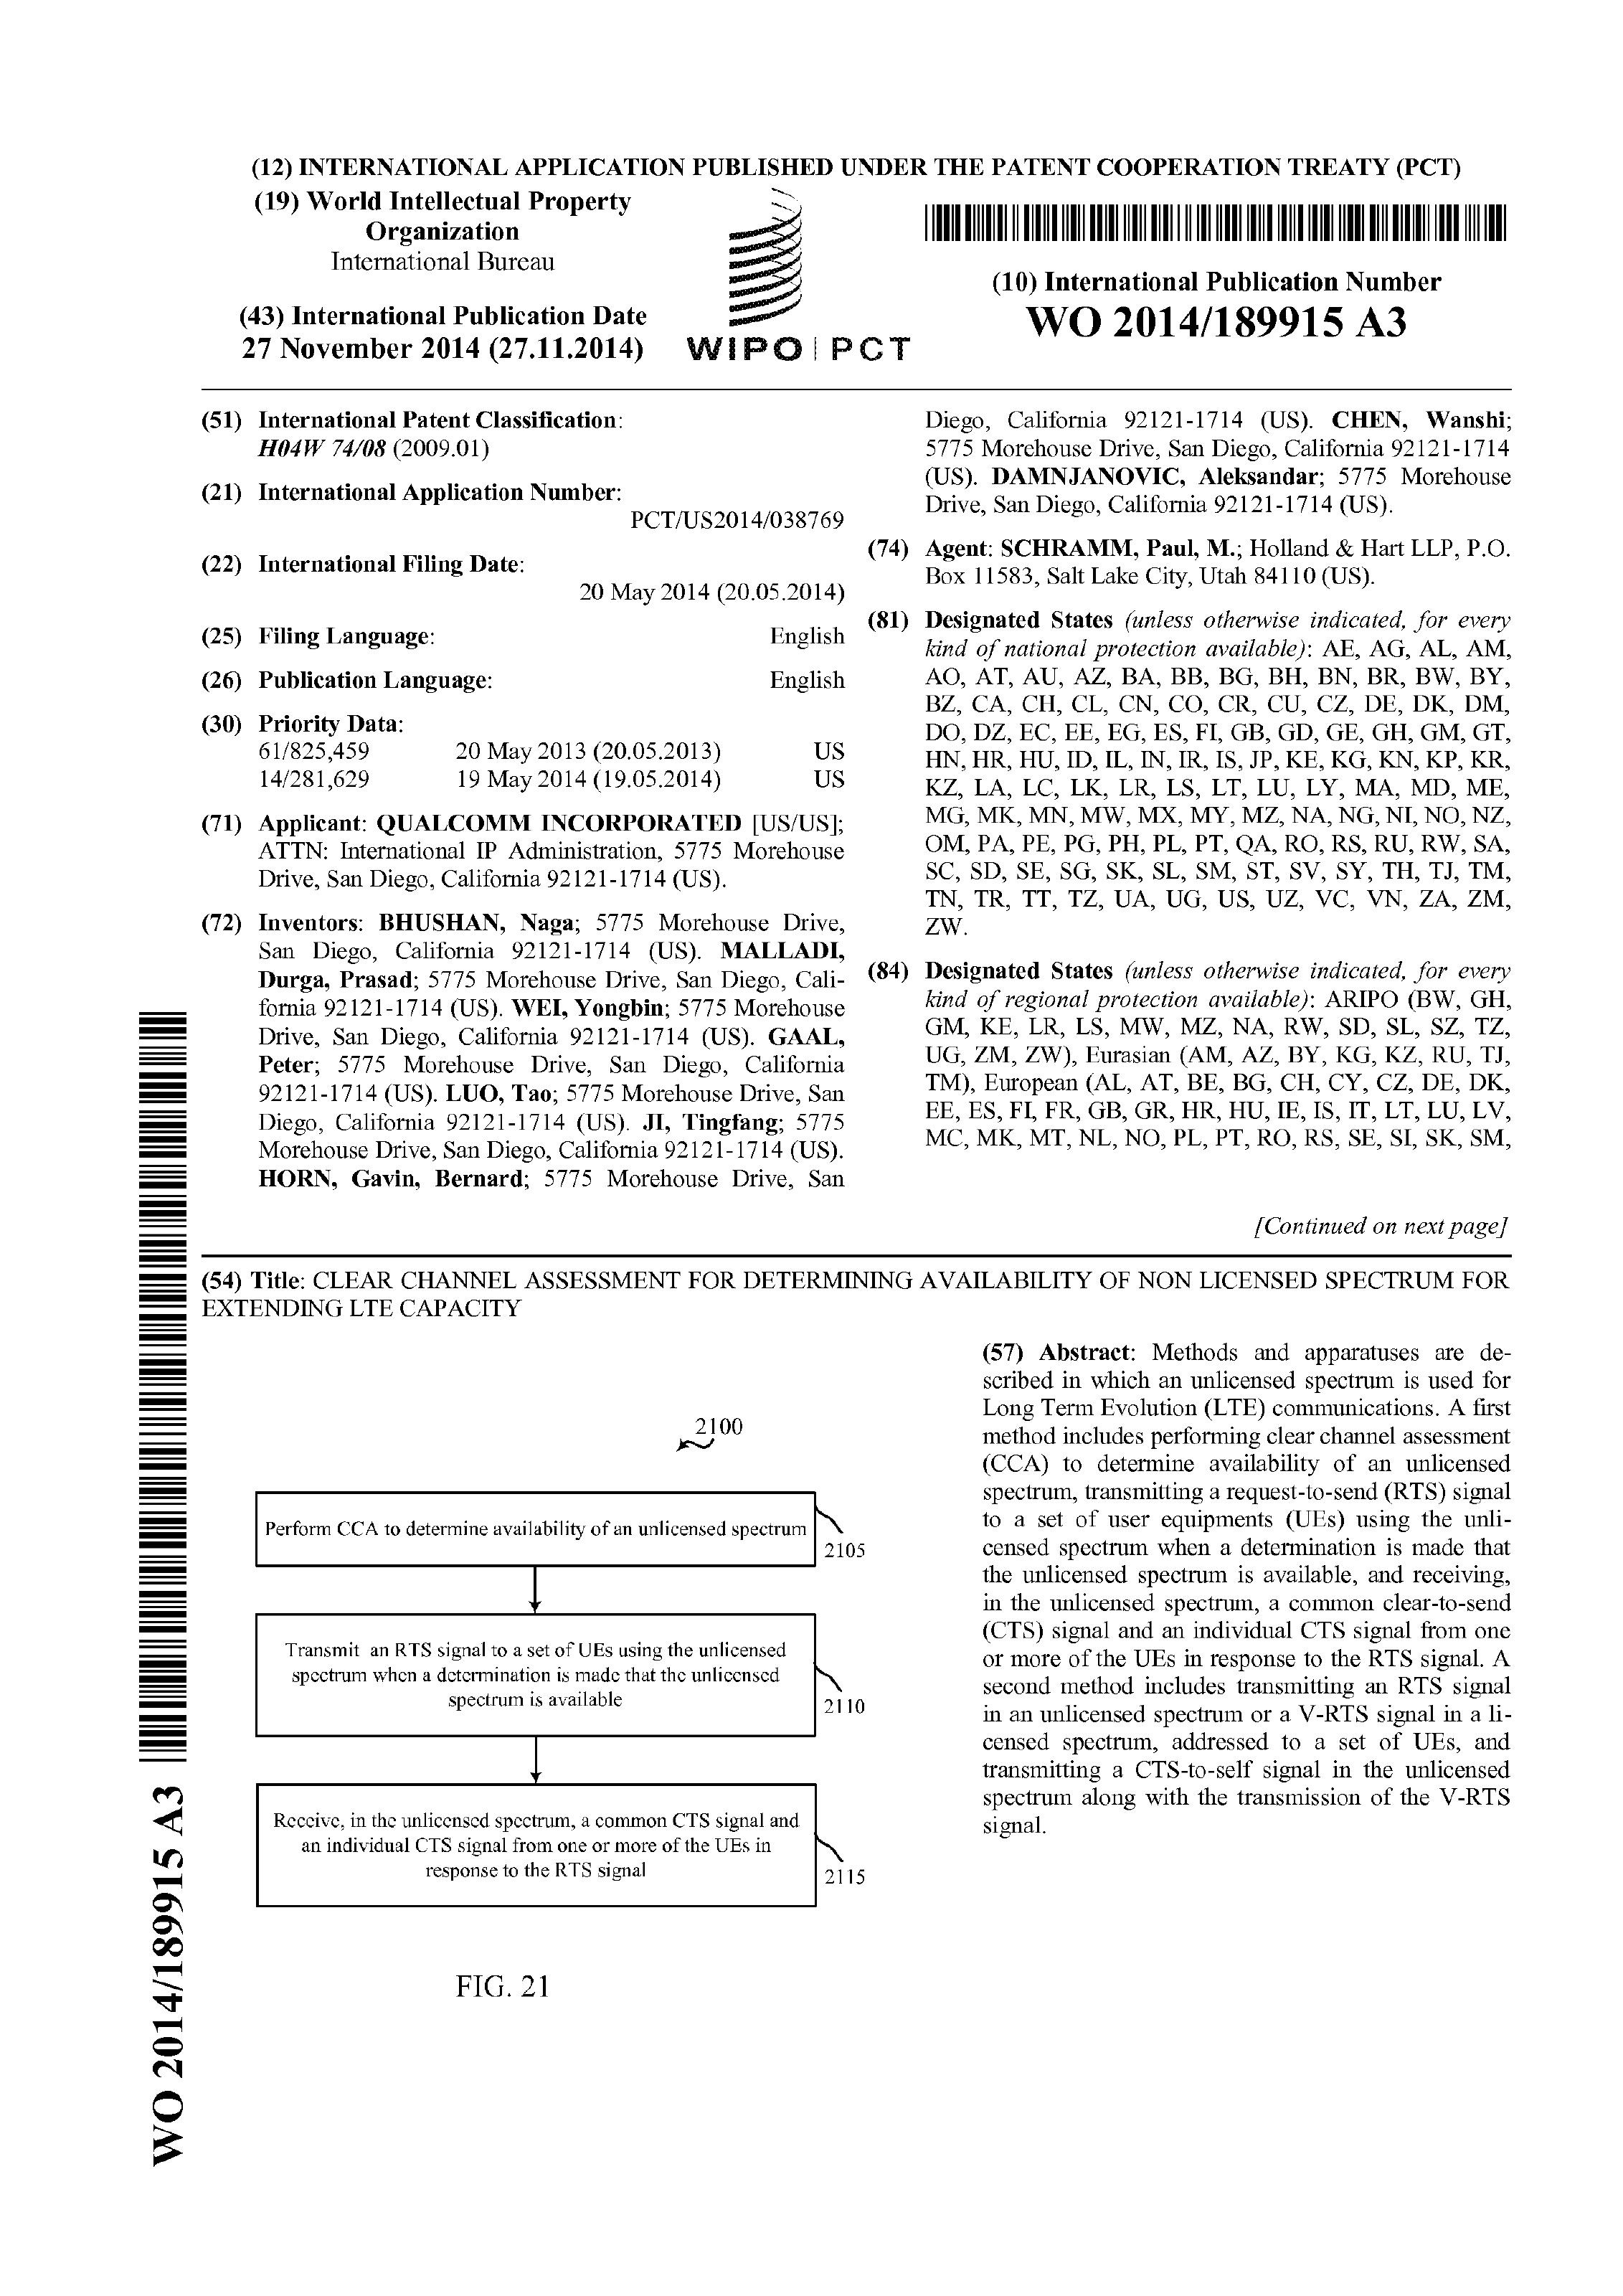 (12) INTERNATIONAL APPLICATION PUBLISHED UNDER THE PATENT COOPERATION TREATY (PCT)
(19) World Intellectual Property
Organization
International Bureau
(43) International Publication Date
27 November 2014 (27.11.2014)
WIPO | PCT
(10) International Publication Number
WO 2014/189915 A3
(51) International Patent Classification:
H04W 74/08 (2009.01)
(21) International Application Number:
PCT/US2014/038769
(22) International Filing Date:
20 May 2014 (20.05.2014)
(25) Filing Language: English
(26) Publication Language: English
(30) Priority Data:
61/825,459 20 May 2013 (20.05.2013) US
14/281,629 19 May 2014 (19.05.2014) US
(71) Applicant: QUALCOMM INCORPORATED [US/US];
ATTN: International IP Administration, 5775 Morehouse
Drive, San Diego, California 92121-1714 (US).
(72) Inventors: BHUSHAN, Naga; 5775 Morehouse Drive,
San Diego, California 92121-1714 (US). MALLADI,
Durga, Prasad; 5775 Morehouse Drive, San Diego, Cali-
fornia 92121-1714 (US). WEI, Yongbin; 5775 Morehouse
Drive, San Diego, California 92121-1714 (US). GAAL,
Peter; 5775 Morehouse Drive, San Diego, California
92121-1714 (US). LUO, Tao; 5775 Morehouse Drive, San
Diego, California 92121-1714 (US). JI, Tingfang; 5775
Morehouse Drive, San Diego, California 92121-1714 (US).
HORN, Gavin, Bernard; 5775 Morehouse Drive, San
Diego, California 92121-1714 (US). CHEN, Wanshi;
5775 Morehouse Drive, San Diego, California 92121-1714
(US). DAMNJANOVIC, Aleksandar; 5775 Morehouse
Drive, San Diego, California 92121-1714 (US).
(74) Agent: SCHRAMM, Paul, M.; Holland & Hart LLP, P.O.
Box 11583, Salt Lake City, Utah 84110 (US).
(81) Designated States (unless otherwise indicated, for every
kind of national protection available): AE, AG, AL, AM,
AO, AT, AU, AZ, BA, BB, BG, BH, BN, BR, BW, BY,
BZ, CA, CH, CL, CN, CO, CR, CU, CZ, DE, DK, DM,
DO, DZ, EC, EE, EG, ES, FI, GB, GD, GE, GH, GM, GT,
HN, HR, HU, ID, IL, IN, IR, IS, JP, KE, KG, KN, KP, KR,
KZ, LA, LC, LK, LR, LS, LT, LU, LY, MA, MD, ME,
MG, MK, MN, MW, MX, MY, MZ, NA, NG, NI, NO, NZ,
OM, PA, PE, PG, PH, PL, PT, QA, RO, RS, RU, RW, SA,
SC, SD, SE, SG, SK, SL, SM, ST, SV, SY, TH, TJ, TM,
TN, TR, TT, TZ, UA, UG, US, UZ, VC, VN, ZA, ZM,
ZW.
(84) Designated States (unless otherwise indicated, for every
kind of regional protection available): ARIPO (BW, GH,
GM, KE, LR, LS, MW, MZ, NA, RW, SD, SL, SZ, TZ,
UG, ZM, ZW), Eurasian (AM, AZ, BY, KG, KZ, RU, TJ,
TM), European (AL, AT, BE, BG, CH, CY, CZ, DE, DK,
EE, ES, FI, FR, GB, GR, HR, HU, IE, IS, IT, LT, LU, LV,
MC, MK, MT, NL, NO, PL, PT, RO, RS, SE, SI, SK, SM,
[Continued on next page]
(54) Title: CLEAR CHANNEL ASSESSMENT FOR DETERMINING AVAILABILITY OF NON LICENSED SPECTRUM FOR
EXTENDING LTE CAPACITY
2100
Perform CCA to determine availability of an unlicensed spectrum
2105
Transmit an RTS signal to a set of UEs using the unlicensed
spectrum when a determination is made that the unlicensed
spectrum is available
2110
Receive, in the unlicensed spectrum, a common CTS signal and
an individual CTS signal from one or more of the UEs in
response to the RTS signal
2115
FIG. 21
(57) Abstract: Methods and apparatuses are de-
scribed in which an unlicensed spectrum is used for
Long Term Evolution (LTE) communications. A first
method includes performing clear channel assessment
(CCA) to determine availability of an unlicensed
spectrum, transmitting a request-to-send (RTS) signal
to a set of user equipments (UEs) using the unli-
censed spectrum when a determination is made that
the unlicensed spectrum is available, and receiving,
in the unlicensed spectrum, a common clear-to-send
(CTS) signal and an individual CTS signal from one
or more of the UEs in response to the RTS signal. A
second method includes transmitting an RTS signal
in an unlicensed spectrum or a V-RTS signal in a li-
censed spectrum, addressed to a set of UEs, and
transmitting a CTS-to-self signal in the unlicensed
spectrum along with the transmission of the V-RTS
signal.
WO 2014/189915 A3